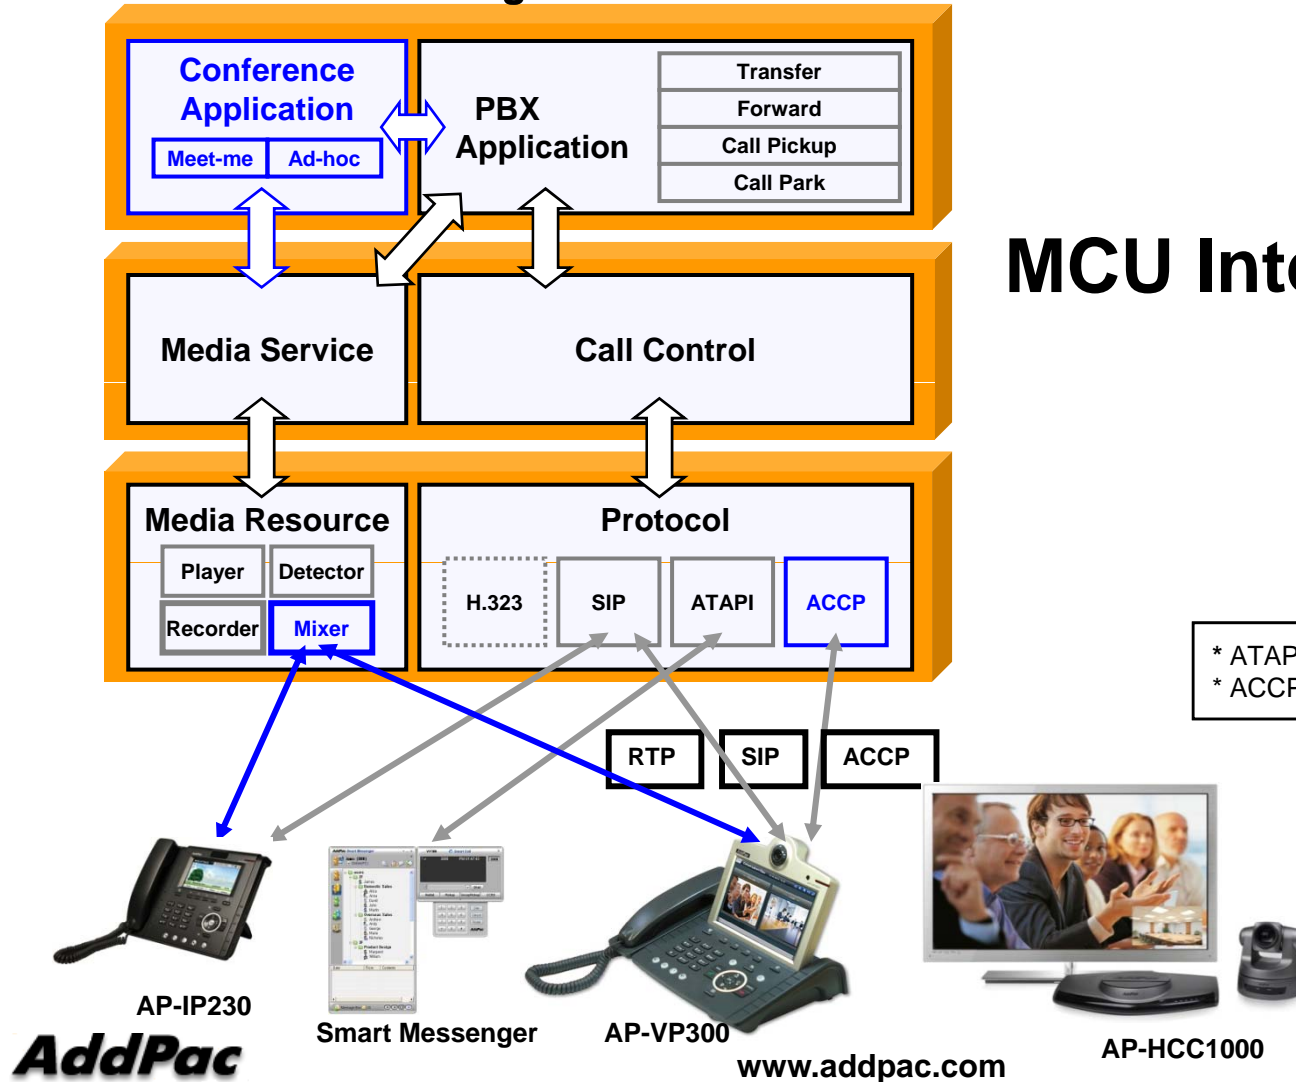 Conference
Application
Meet-me
Ad-hoc
PBX
Application
Transfer
Forward
Call Pickup
Call Park
MCU Inte
Media Service
Call Control
Media Resource
Player
Detector
Recorder
Mixer
Protocol
H.323
SIP
ATAPI
ACCP
* ATAP
* ACCP
RTP
SIP
ACCP
AP-IP230
Smart Messenger
AP-VP300
AP-HCC1000
AddPac
www.addpac.com